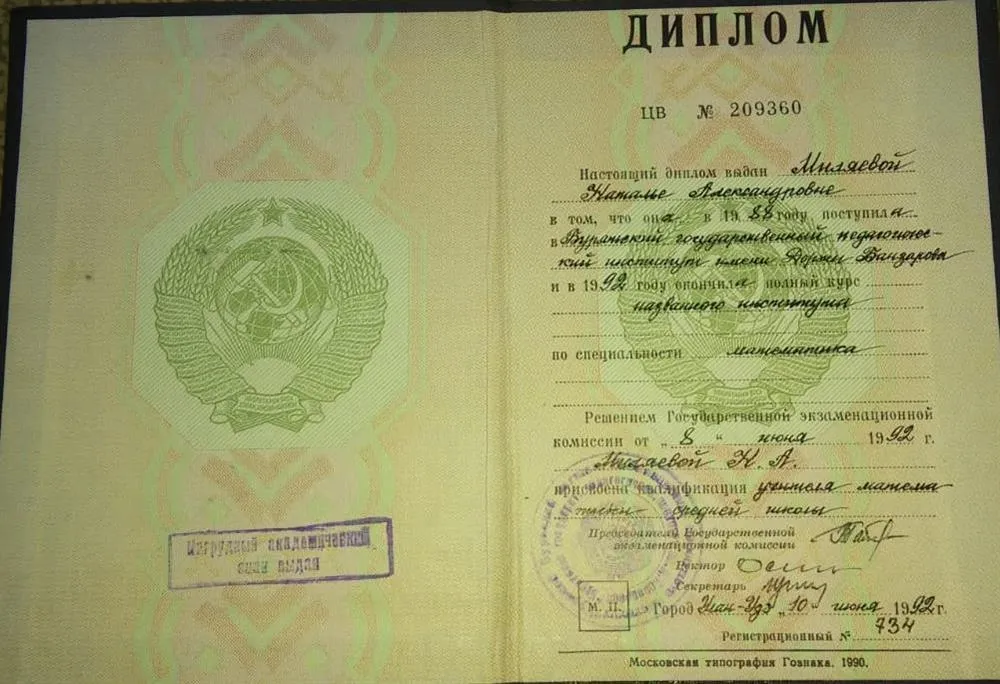 ДИПЛОМ
ЦВ № 209360
Настоящий диплом выдан Миляевой
Наталье Александровне
в том, что она в 1988 году поступила
в Бурятский государственный педагогичес-
кий институт имени Доржи Банзарова
и в 1992 году окончила полный курс
названного института
по специальности математика
Решением Государственной экзаменационной
комиссии от „8“ июня 1992 г.
Миляевой Н. А.
присвоена квалификация учителя матема
тики средней школы
Председатель Государственной
экзаменационной комиссии
Ректор
Секретарь
М. П.
Город Улан-Удэ „10“ июня 1992 г.
Регистрационный № 734
Московская типография Гознака. 1990.
Нагрудный академический
знак выдан